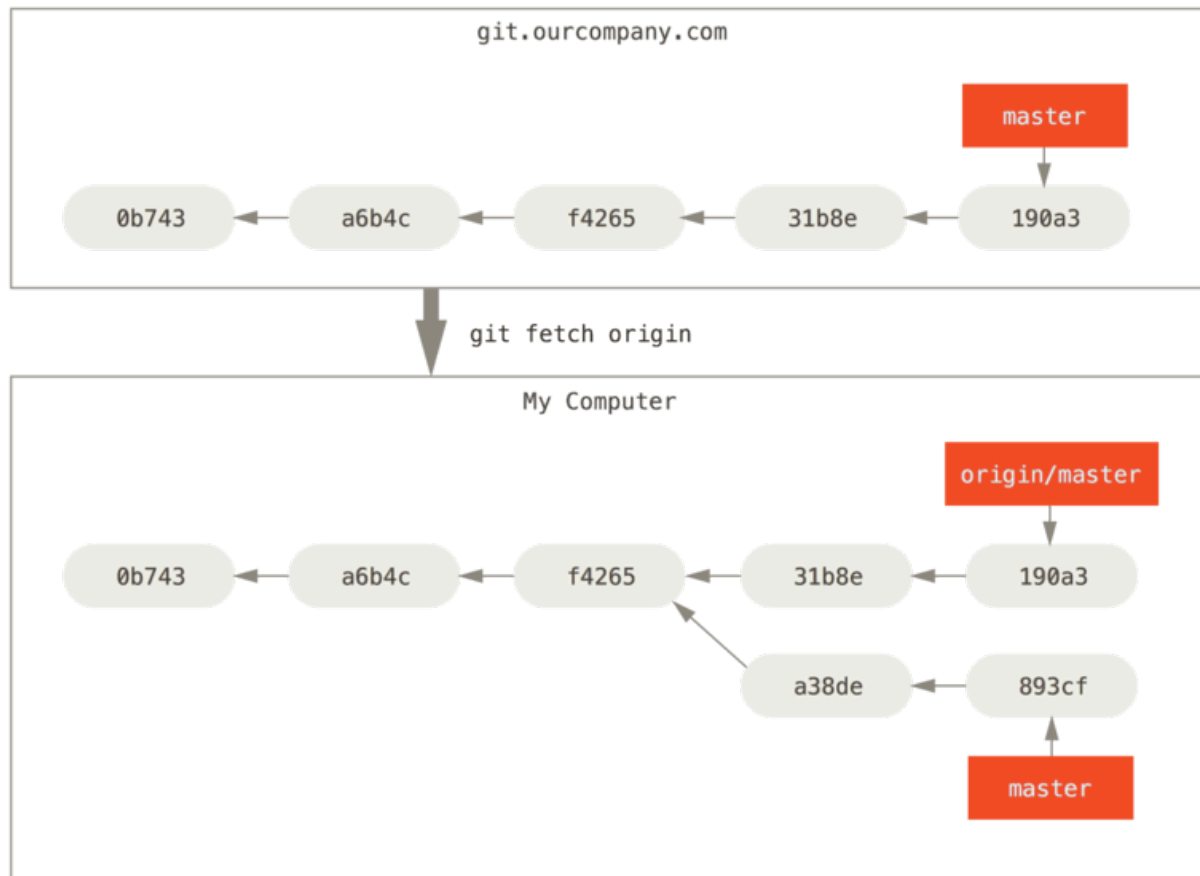 git.ourcompany.com
master
0b743 a6b4c f4265 31b8e 190a3
git fetch origin
My Computer
origin/master
0b743 a6b4c f4265 31b8e 190a3
a38de 893cf
master